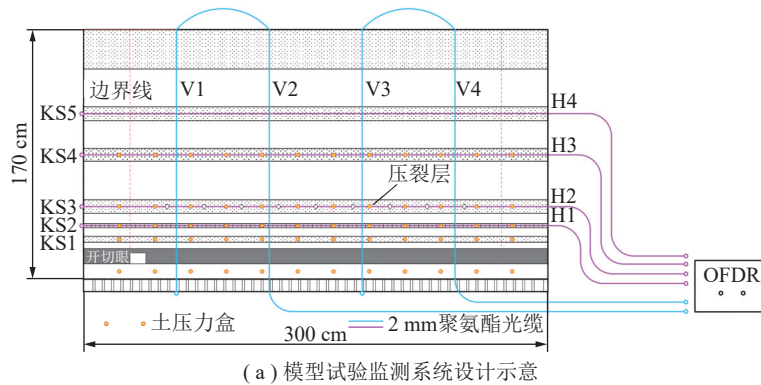 边界线
V1
V2
V3
V4
KS5
H4
KS4
H3
压裂层
170 cm
KS3
H2
KS2
H1
KS1
开切眼
OFDR
土压力盒
2 mm聚氨酯光缆
300 cm
( a ) 模型试验监测系统设计示意